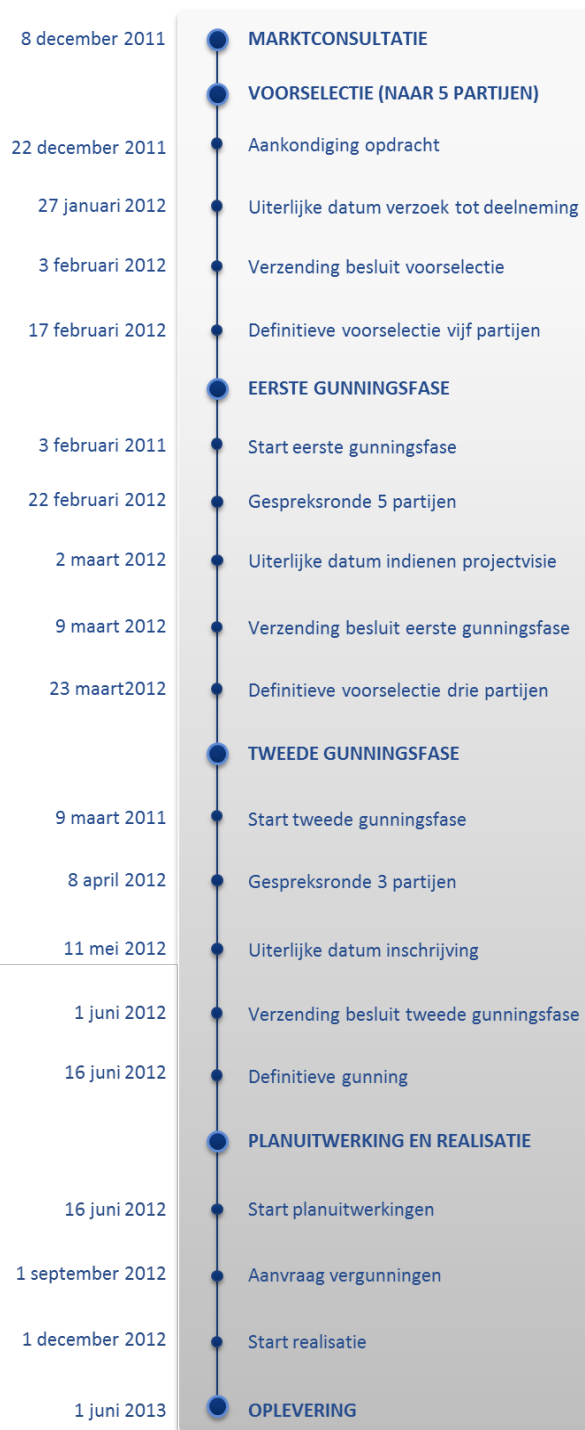 8 december 2011 MARKTCONSULTATIE
VOORSELECTIE (NAAR 5 PARTIJEN)
22 december 2011 Aankondiging opdracht
27 januari 2012 Uiterlijke datum verzoek tot deelneming
3 februari 2012 Verzending besluit voorselectie
17 februari 2012 Definitieve voorselectie vijf partijen
EERSTE GUNNINGSFASE
3 februari 2011 Start eerste gunningsfase
22 februari 2012 Gespreksronde 5 partijen
2 maart 2012 Uiterlijke datum indienen projectvisie
9 maart 2012 Verzending besluit eerste gunningsfase
23 maart2012 Definitieve voorselectie drie partijen
TWEEDE GUNNINGSFASE
9 maart 2011 Start tweede gunningsfase
8 april 2012 Gespreksronde 3 partijen
11 mei 2012 Uiterlijke datum inschrijving
1 juni 2012 Verzending besluit tweede gunningsfase
16 juni 2012 Definitieve gunning
PLANUITWERKING EN REALISATIE
16 juni 2012 Start planuitwerkingen
1 september 2012 Aanvraag vergunningen
1 december 2012 Start realisatie
1 juni 2013 OPLEVERING